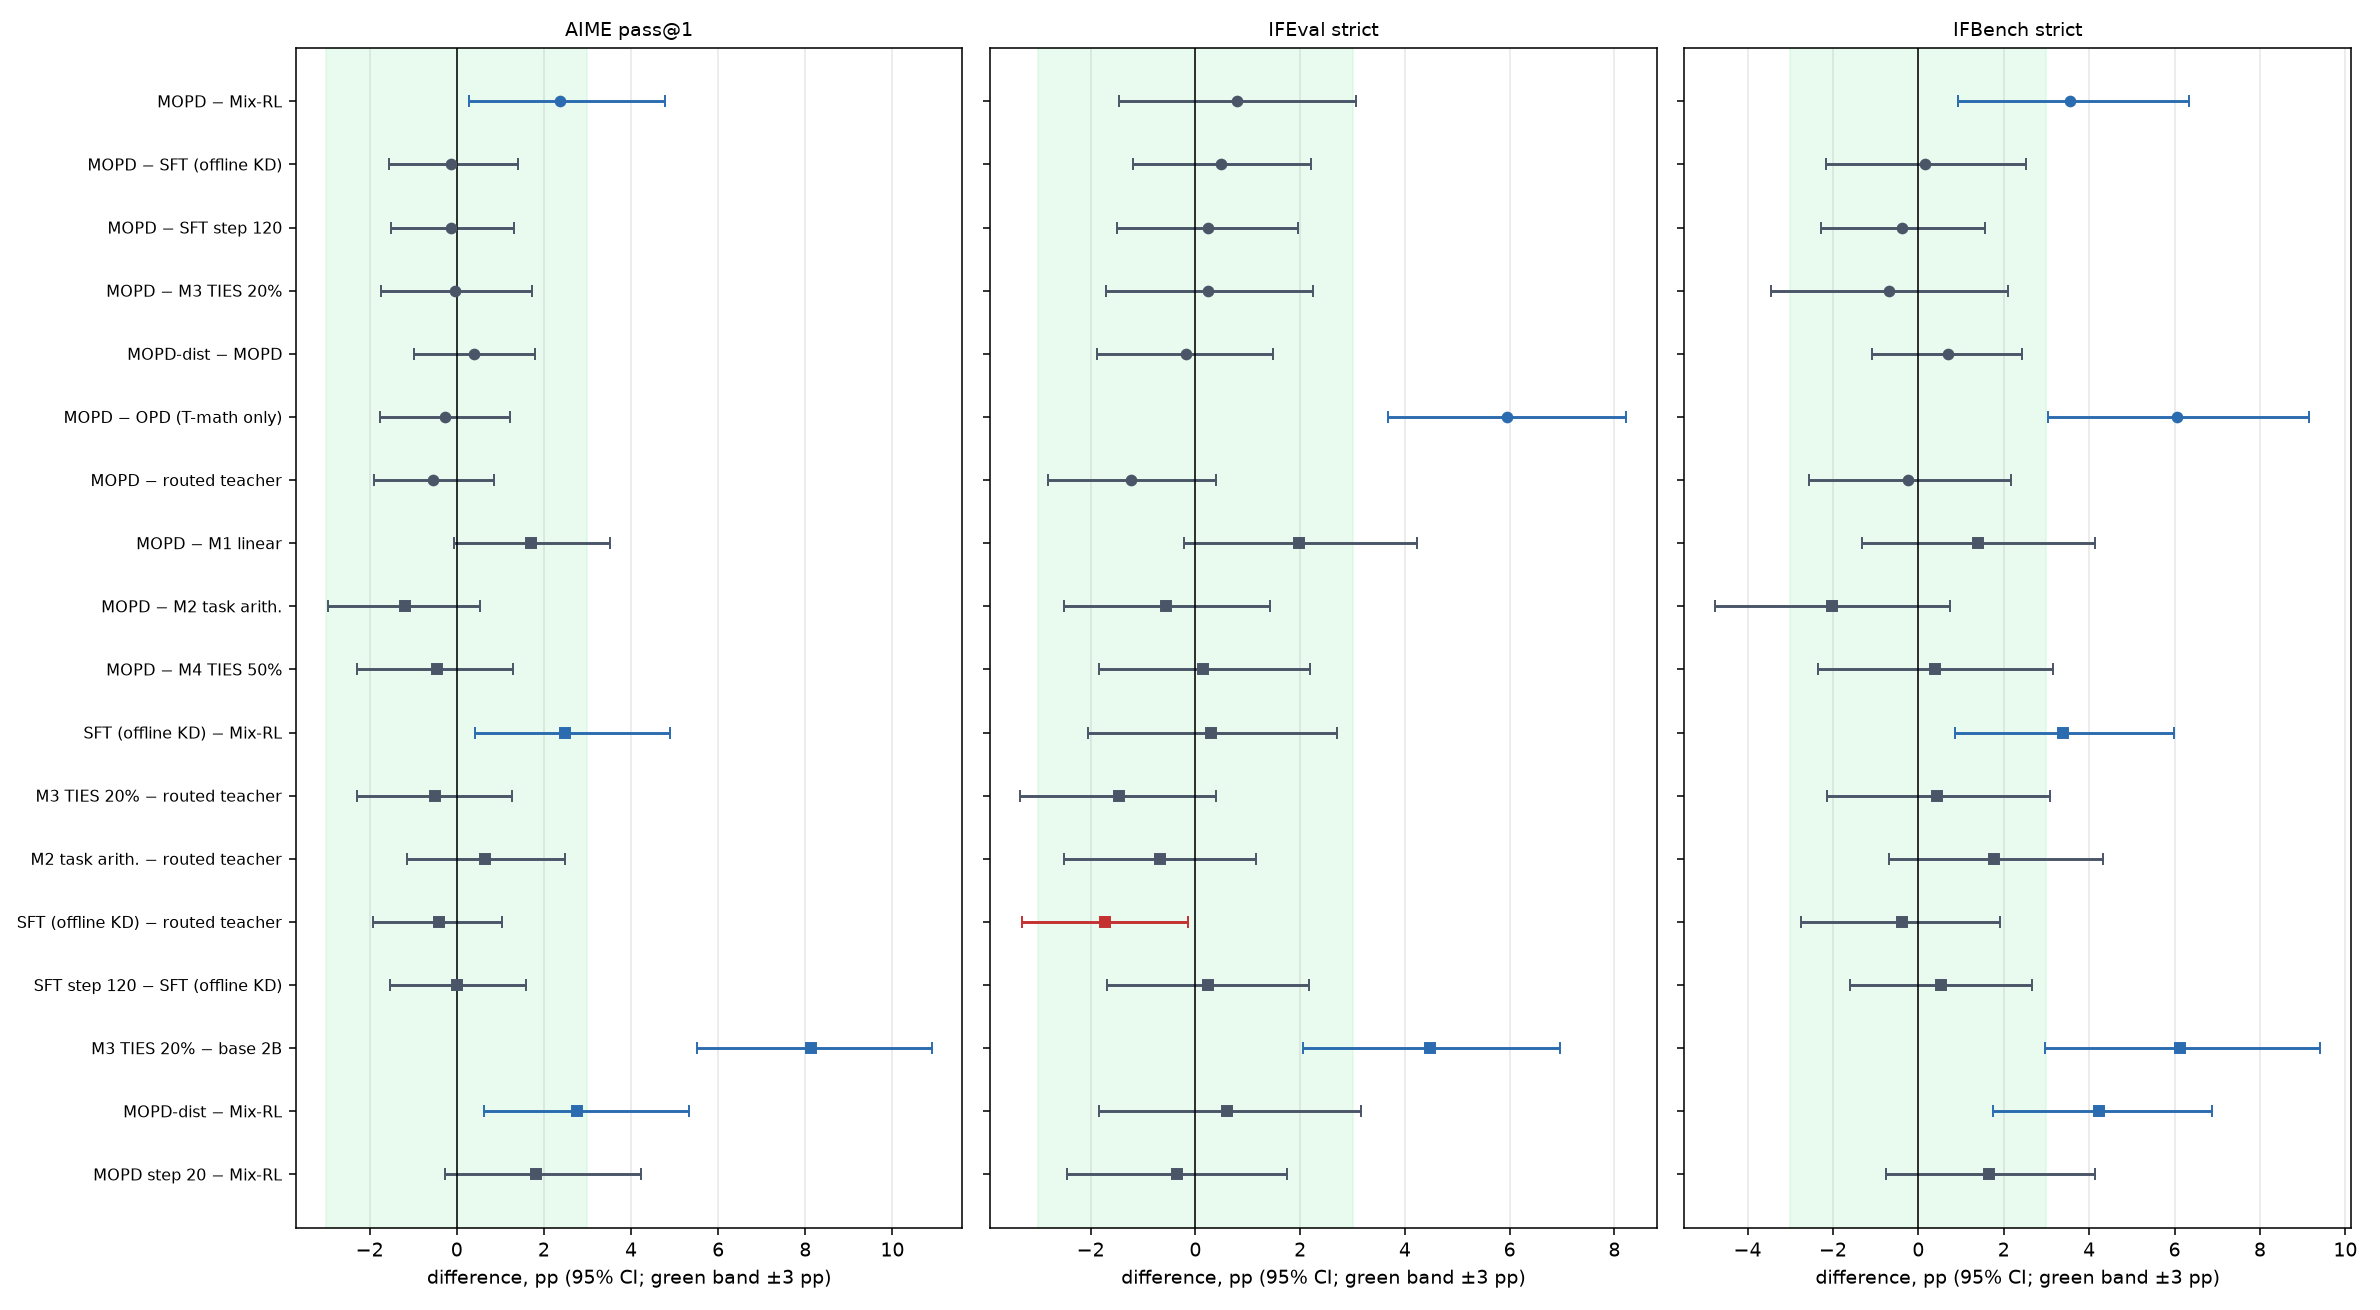 AIME pass@1
IFEval strict
IFBench strict
MOPD − Mix-RL
MOPD − SFT (offline KD)
MOPD − SFT step 120
MOPD − M3 TIES 20%
MOPD-dist − MOPD
MOPD − OPD (T-math only)
MOPD − routed teacher
MOPD − M1 linear
MOPD − M2 task arith.
MOPD − M4 TIES 50%
SFT (offline KD) − Mix-RL
M3 TIES 20% − routed teacher
M2 task arith. − routed teacher
SFT (offline KD) − routed teacher
SFT step 120 − SFT (offline KD)
M3 TIES 20% − base 2B
MOPD-dist − Mix-RL
MOPD step 20 − Mix-RL
−2 0 2 4 6 8 10
difference, pp (95% CI; green band ±3 pp)
−2 0 2 4 6 8
difference, pp (95% CI; green band ±3 pp)
−4 −2 0 2 4 6 8 10
difference, pp (95% CI; green band ±3 pp)